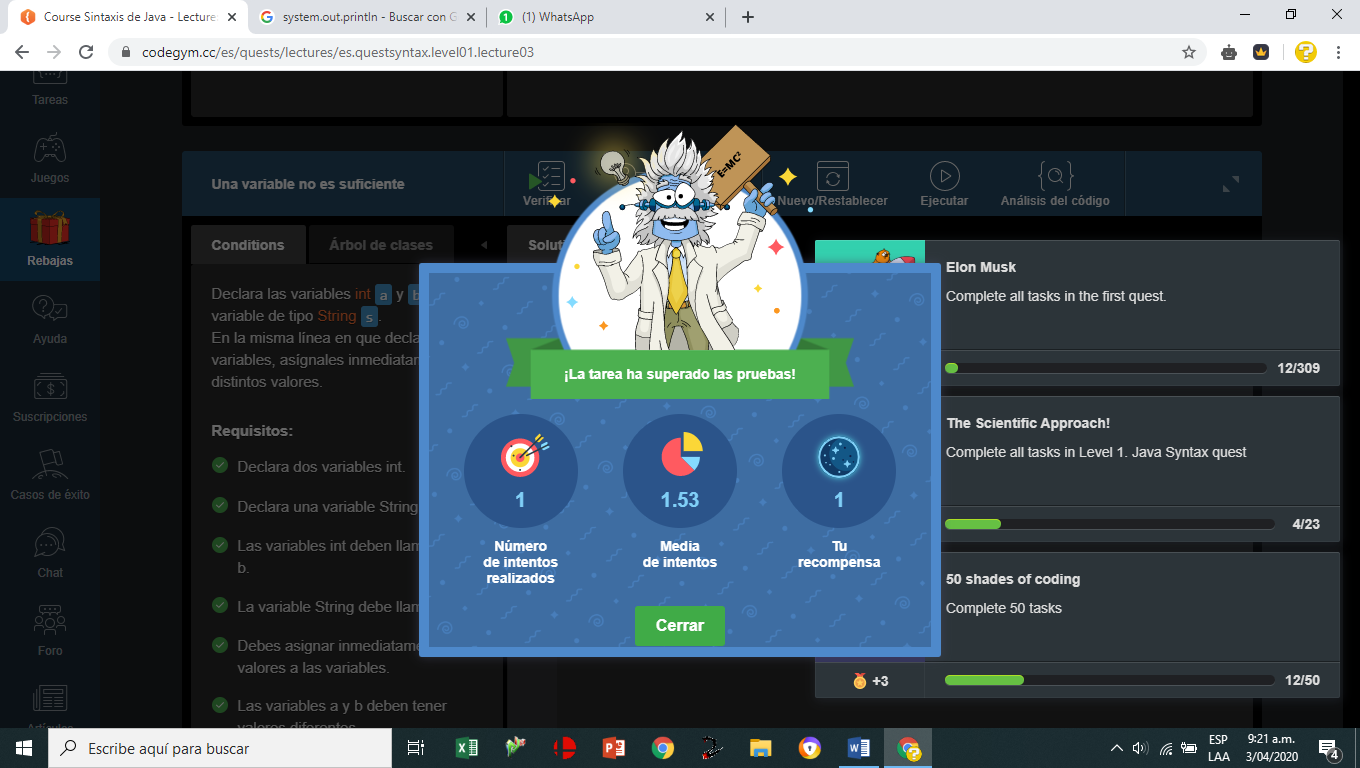 Course Sintaxis de Java - Lecture
system.out.println - Buscar con G
(1) WhatsApp
codegym.cc/es/quests/lectures/es.questsyntax.level01.lecture03
Tareas
Juegos
Rebajas
Ayuda
Suscripciones
Casos de éxito
Chat
Foro
Una variable no es suficiente
Nuevo/Restablecer
Ejecutar
Análisis del código
E=MC²
Conditions
Árbol de clases
Declara las variables int a y b
variable de tipo String s.
En la misma línea en que
variables, asígnales
distintos valores.
Requisitos:
Declara dos variables int.
Declara una variable String
Las variables int deben
b.
La variable String debe
Debes asignar
valores a las variables.
Las variables a y b deben tener
valores diferentes.
¡La tarea ha superado las pruebas!
1
Número
de intentos
realizados
1.53
Media
de intentos
1
Tu
recompensa
Cerrar
Elon Musk
Complete all tasks in the first quest.
12/309
The Scientific Approach!
Complete all tasks in Level 1. Java Syntax quest
4/23
50 shades of coding
Complete 50 tasks
+3
12/50
Escribe aquí para buscar
ESP
LAA
9:21 a.m.
3/04/2020
4